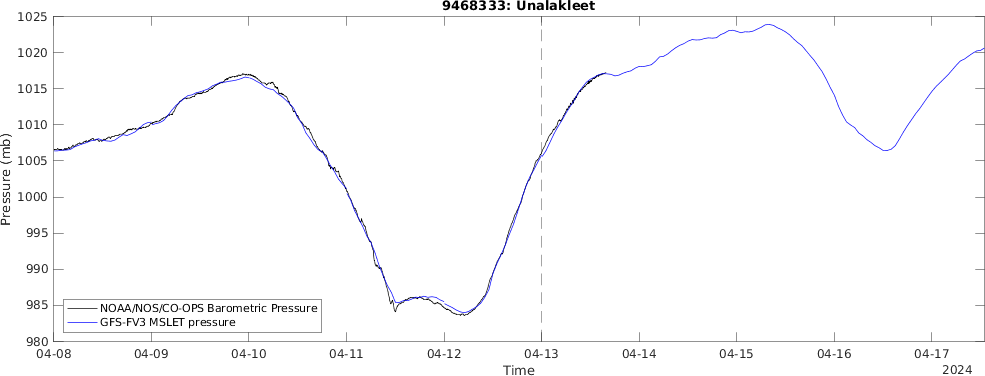 9468333: Unalakleet
Pressure (mb)
1025
1020
1015
1010
1005
1000
995
990
985
980
NOAA/NOS/CO-OPS Barometric Pressure
GFS-FV3 MSLET pressure
04-08 04-09 04-10 04-11 04-12 04-13 04-14 04-15 04-16 04-17
Time
2024